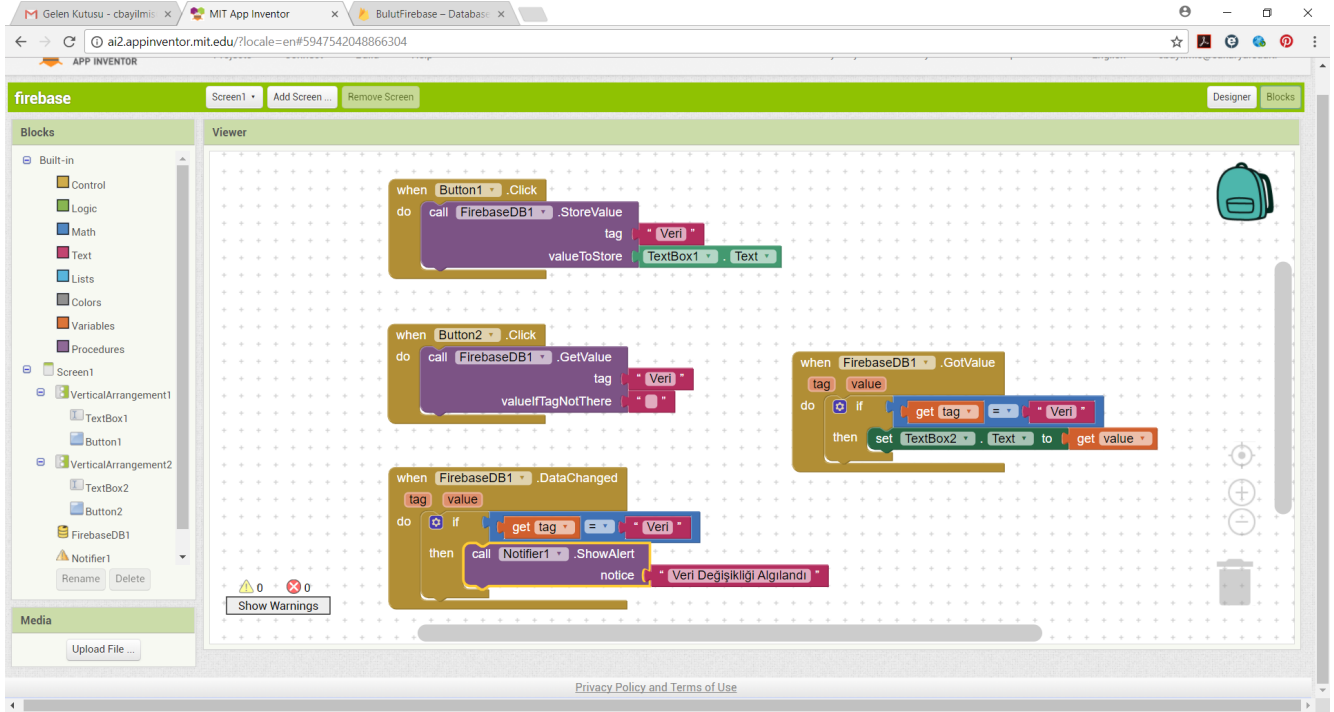 Gelen Kutusu - cbayilmis
MIT App Inventor
BulutFirebase – Database
ai2.appinventor.mit.edu/?locale=en#5947542048866304
APP INVENTOR
firebase
Screen1
Add Screen ...
Remove Screen
Designer
Blocks
Blocks
Viewer
Built-in
Control
Logic
Math
Text
Lists
Colors
Variables
Procedures
Screen1
VerticalArrangement1
TextBox1
Button1
VerticalArrangement2
TextBox2
Button2
FirebaseDB1
Notifier1
Rename Delete
Media
Upload File ...
when Button1 .Click
do call FirebaseDB1 .StoreValue
tag " Veri "
valueToStore TextBox1 . Text
when Button2 .Click
do call FirebaseDB1 .GetValue
tag " Veri "
valueIfTagNotThere " "
when FirebaseDB1 .DataChanged
tag value
do if get tag = " Veri "
then call Notifier1 .ShowAlert
notice " Veri Değişikliği Algılandı "
when FirebaseDB1 .GotValue
tag value
do if get tag = " Veri "
then set TextBox2 . Text to get value
0 0
Show Warnings
Privacy Policy and Terms of Use